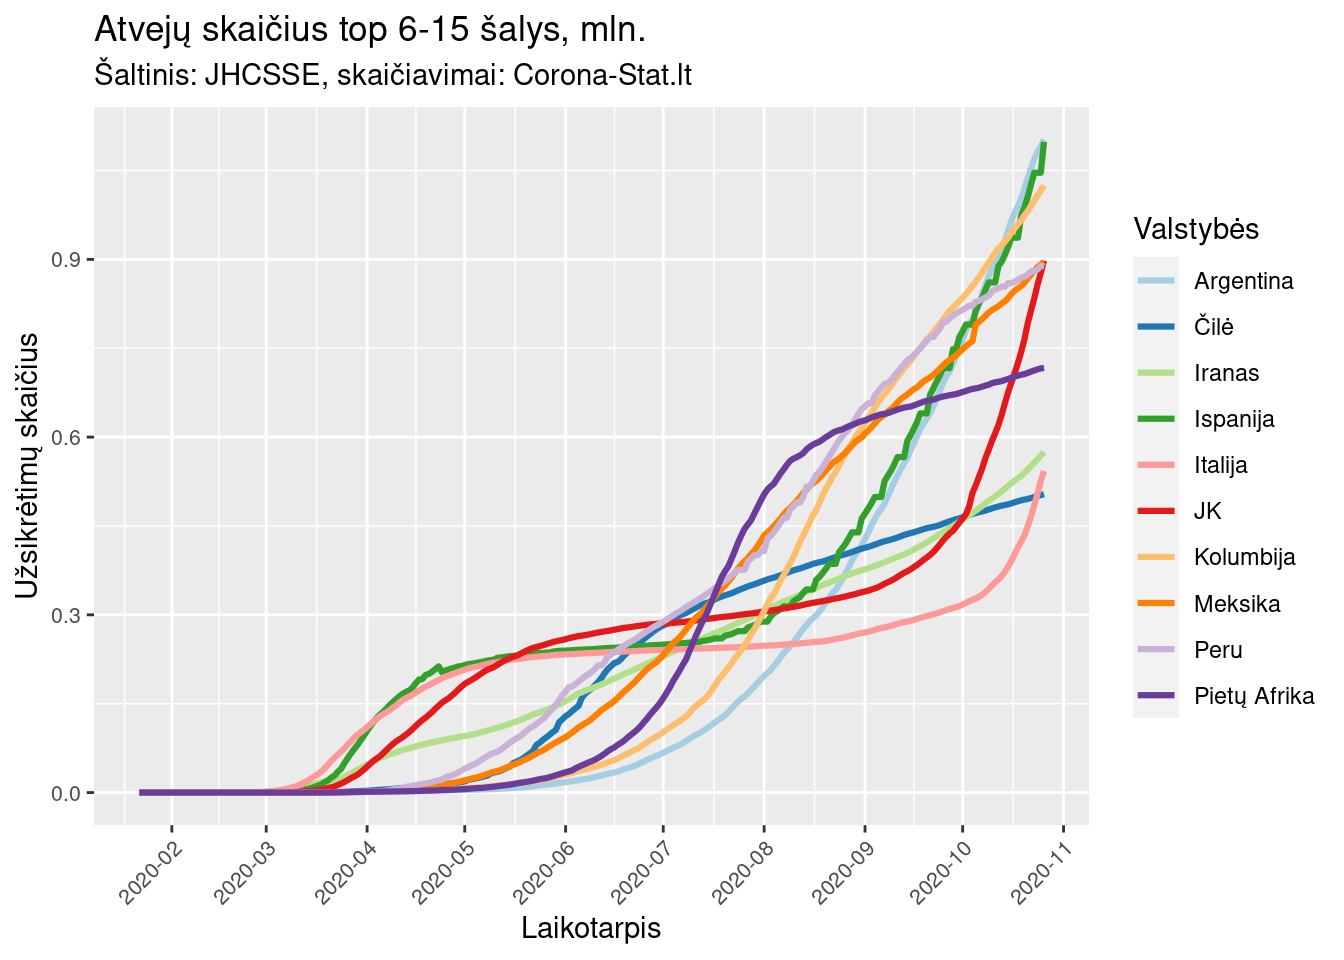 Atvejų skaičius top 6-15 šalys, mln.
Šaltinis: JHCSSE, skaičiavimai: Corona-Stat.lt
Užsikrėtimų skaičius
0.9
0.6
0.3
0.0
2020-02
2020-03
2020-04
2020-05
2020-06
2020-07
2020-08
2020-09
2020-10
2020-11
Laikotarpis
Valstybės
Argentina
Čilė
Iranas
Ispanija
Italija
JK
Kolumbija
Meksika
Peru
Pietų Afrika